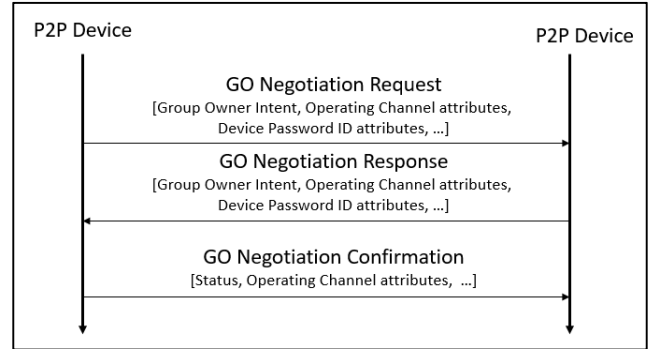 P2P Device
P2P Device
GO Negotiation Request
[Group Owner Intent, Operating Channel attributes,
Device Password ID attributes, ...]
GO Negotiation Response
[Group Owner Intent, Operating Channel attributes,
Device Password ID attributes, ...]
GO Negotiation Confirmation
[Status, Operating Channel attributes,  ...]